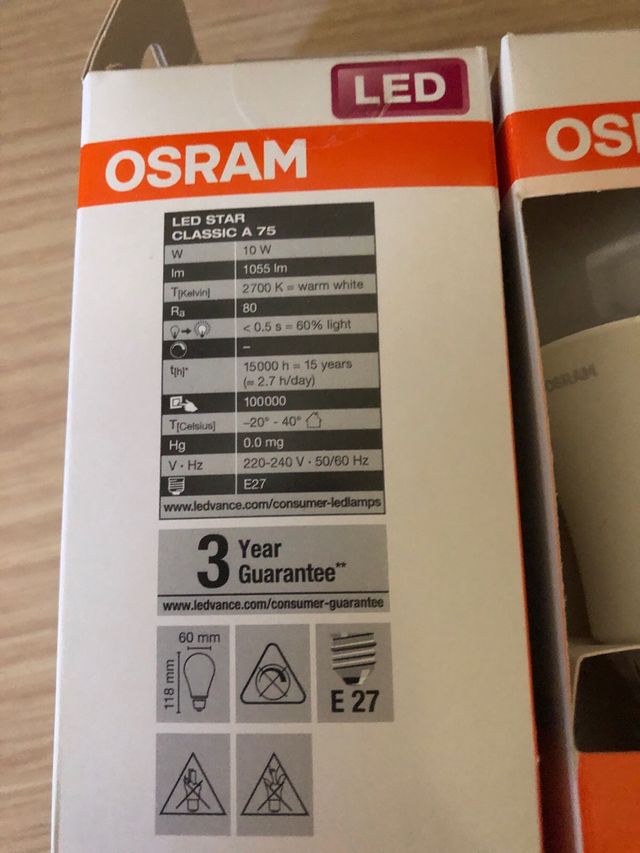 LED
OSRAM
LED STAR
CLASSIC A 75
W 10 W
lm 1055 lm
T[Kelvin] 2700 K = warm white
Ra 80
< 0.5 s = 60% light
–
t[h]* 15000 h = 15 years
(= 2.7 h/day)
100000
T[Celsius] –20° - 40°
Hg 0.0 mg
V · Hz 220-240 V · 50/60 Hz
E27
www.ledvance.com/consumer-ledlamps
3 Year
Guarantee**
www.ledvance.com/consumer-guarantee
60 mm
118 mm
E 27
OSR
OSRAM